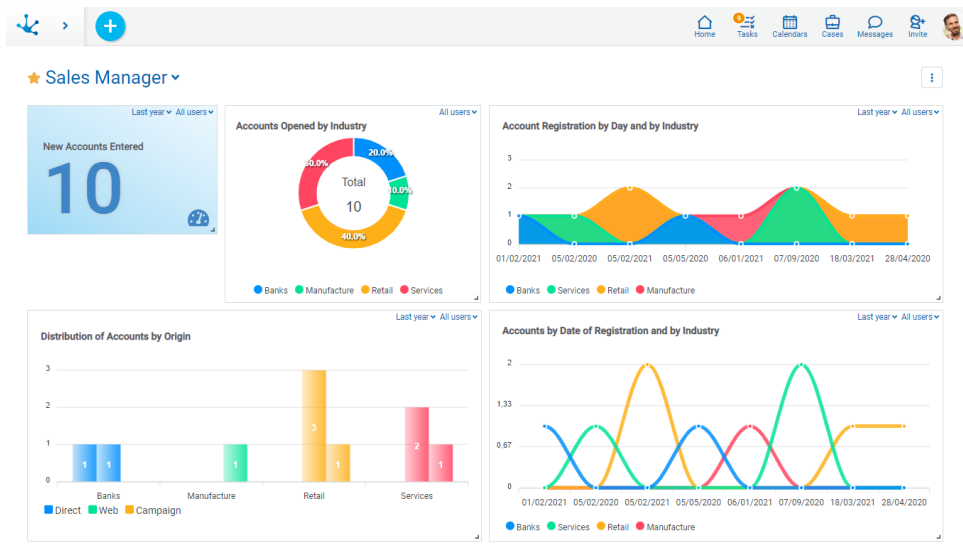 9
Home Tasks Calendars Cases Messages Invite
Sales Manager
Last year All users
New Accounts Entered
10
All users
Accounts Opened by Industry
20.0%
10.0%
40.0%
30.0%
Total
10
Banks Manufacture Retail Services
Last year All users
Account Registration by Day and by Industry
3
2
1
0
01/02/2021 05/02/2020 05/02/2021 05/05/2020 06/01/2021 07/09/2020 18/03/2021 28/04/2020
Banks Services Retail Manufacture
Last year All users
Distribution of Accounts by Origin
3
2
1
0
1 1 1 3 1 2 1
Banks Manufacture Retail Services
Direct Web Campaign
Last year All users
Accounts by Date of Registration and by Industry
2
1,33
0,67
0
01/02/2021 05/02/2020 05/02/2021 05/05/2020 06/01/2021 07/09/2020 18/03/2021 28/04/2020
Banks Services Retail Manufacture